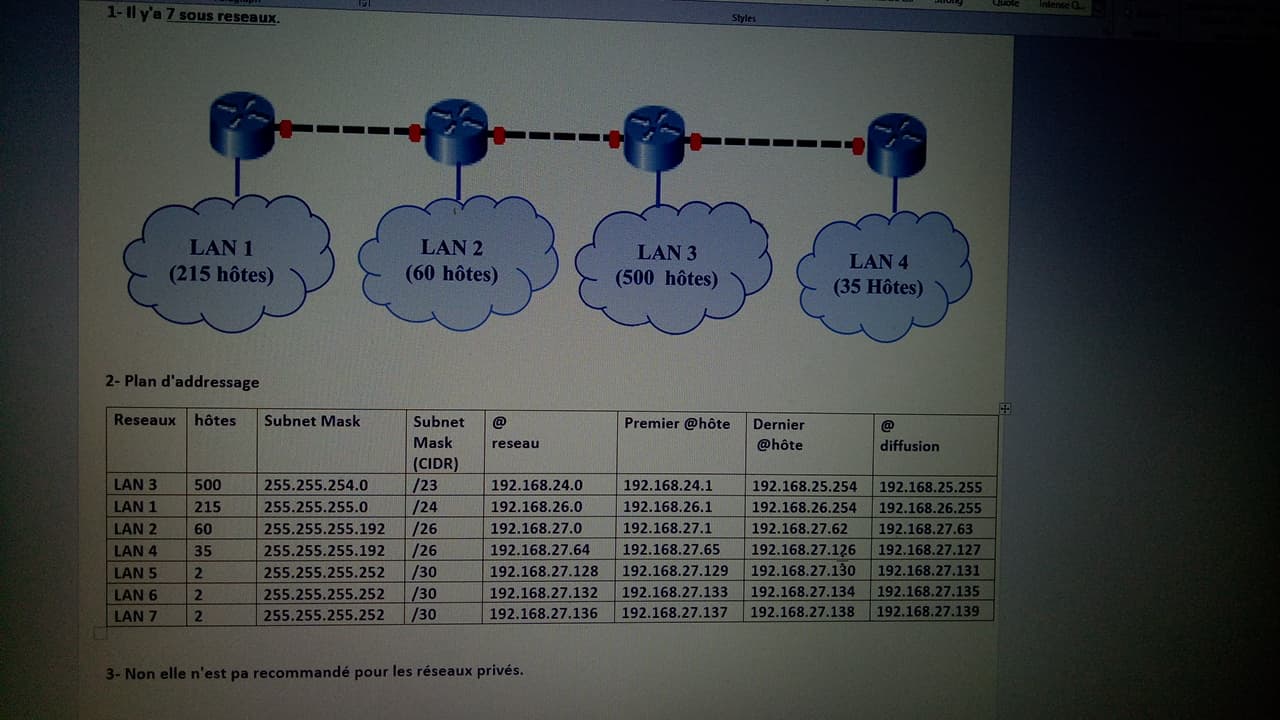 Styles
Quote
Intense Q...
1- Il y'a 7 sous reseaux.
LAN 1
(215 hôtes)
LAN 2
(60 hôtes)
LAN 3
(500 hôtes)
LAN 4
(35 Hôtes)
2- Plan d'addressage
Reseaux hôtes Subnet Mask Subnet Mask (CIDR) @ reseau Premier @hôte Dernier @hôte @ diffusion
LAN 3 500 255.255.254.0 /23 192.168.24.0 192.168.24.1 192.168.25.254 192.168.25.255
LAN 1 215 255.255.255.0 /24 192.168.26.0 192.168.26.1 192.168.26.254 192.168.26.255
LAN 2 60 255.255.255.192 /26 192.168.27.0 192.168.27.1 192.168.27.62 192.168.27.63
LAN 4 35 255.255.255.192 /26 192.168.27.64 192.168.27.65 192.168.27.126 192.168.27.127
LAN 5 2 255.255.255.252 /30 192.168.27.128 192.168.27.129 192.168.27.130 192.168.27.131
LAN 6 2 255.255.255.252 /30 192.168.27.132 192.168.27.133 192.168.27.134 192.168.27.135
LAN 7 2 255.255.255.252 /30 192.168.27.136 192.168.27.137 192.168.27.138 192.168.27.139
3- Non elle n'est pa recommandé pour les réseaux privés.